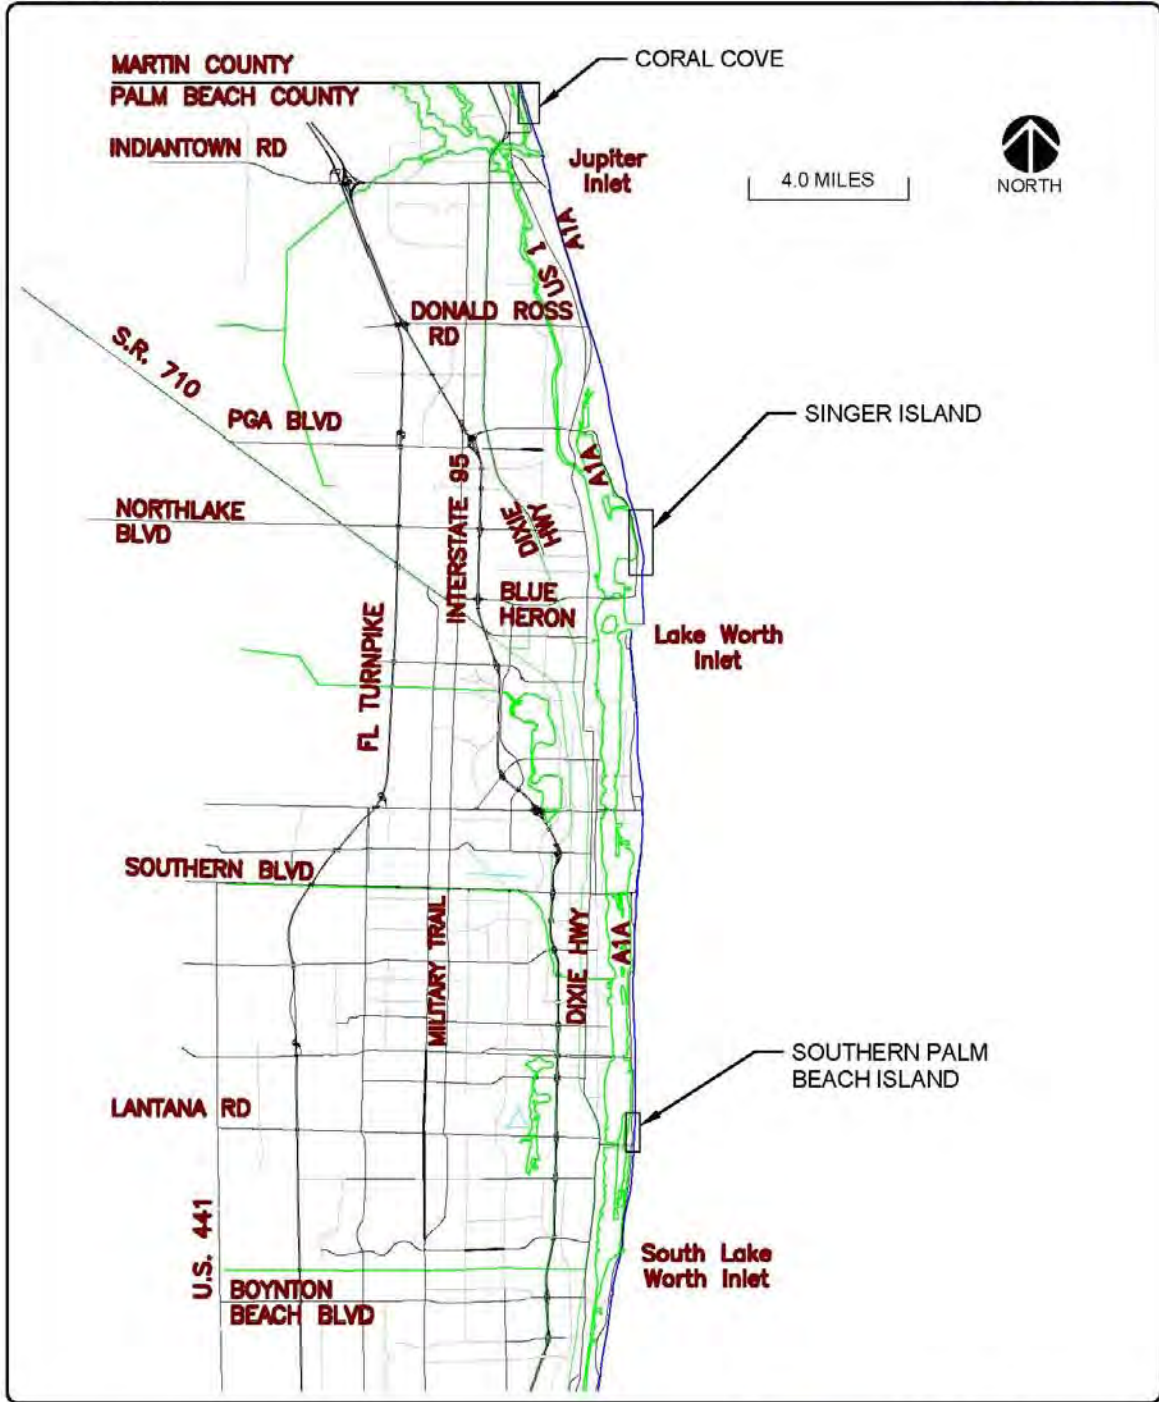 MARTIN COUNTY
PALM BEACH COUNTY
CORAL COVE
INDIANTOWN RD
Jupiter
Inlet
4.0 MILES
NORTH
A1A
US 1
DONALD ROSS
RD
S.R. 710
PGA BLVD
SINGER ISLAND
A1A
INTERSTATE 95
NORTHLAKE
BLVD
DIXIE
HWY
BLUE
HERON
FL TURNPIKE
Lake Worth
Inlet
SOUTHERN BLVD
MILITARY TRAIL
DIXIE HWY
A1A
SOUTHERN PALM
BEACH ISLAND
LANTANA RD
U.S. 441
South Lake
Worth Inlet
BOYNTON
BEACH BLVD